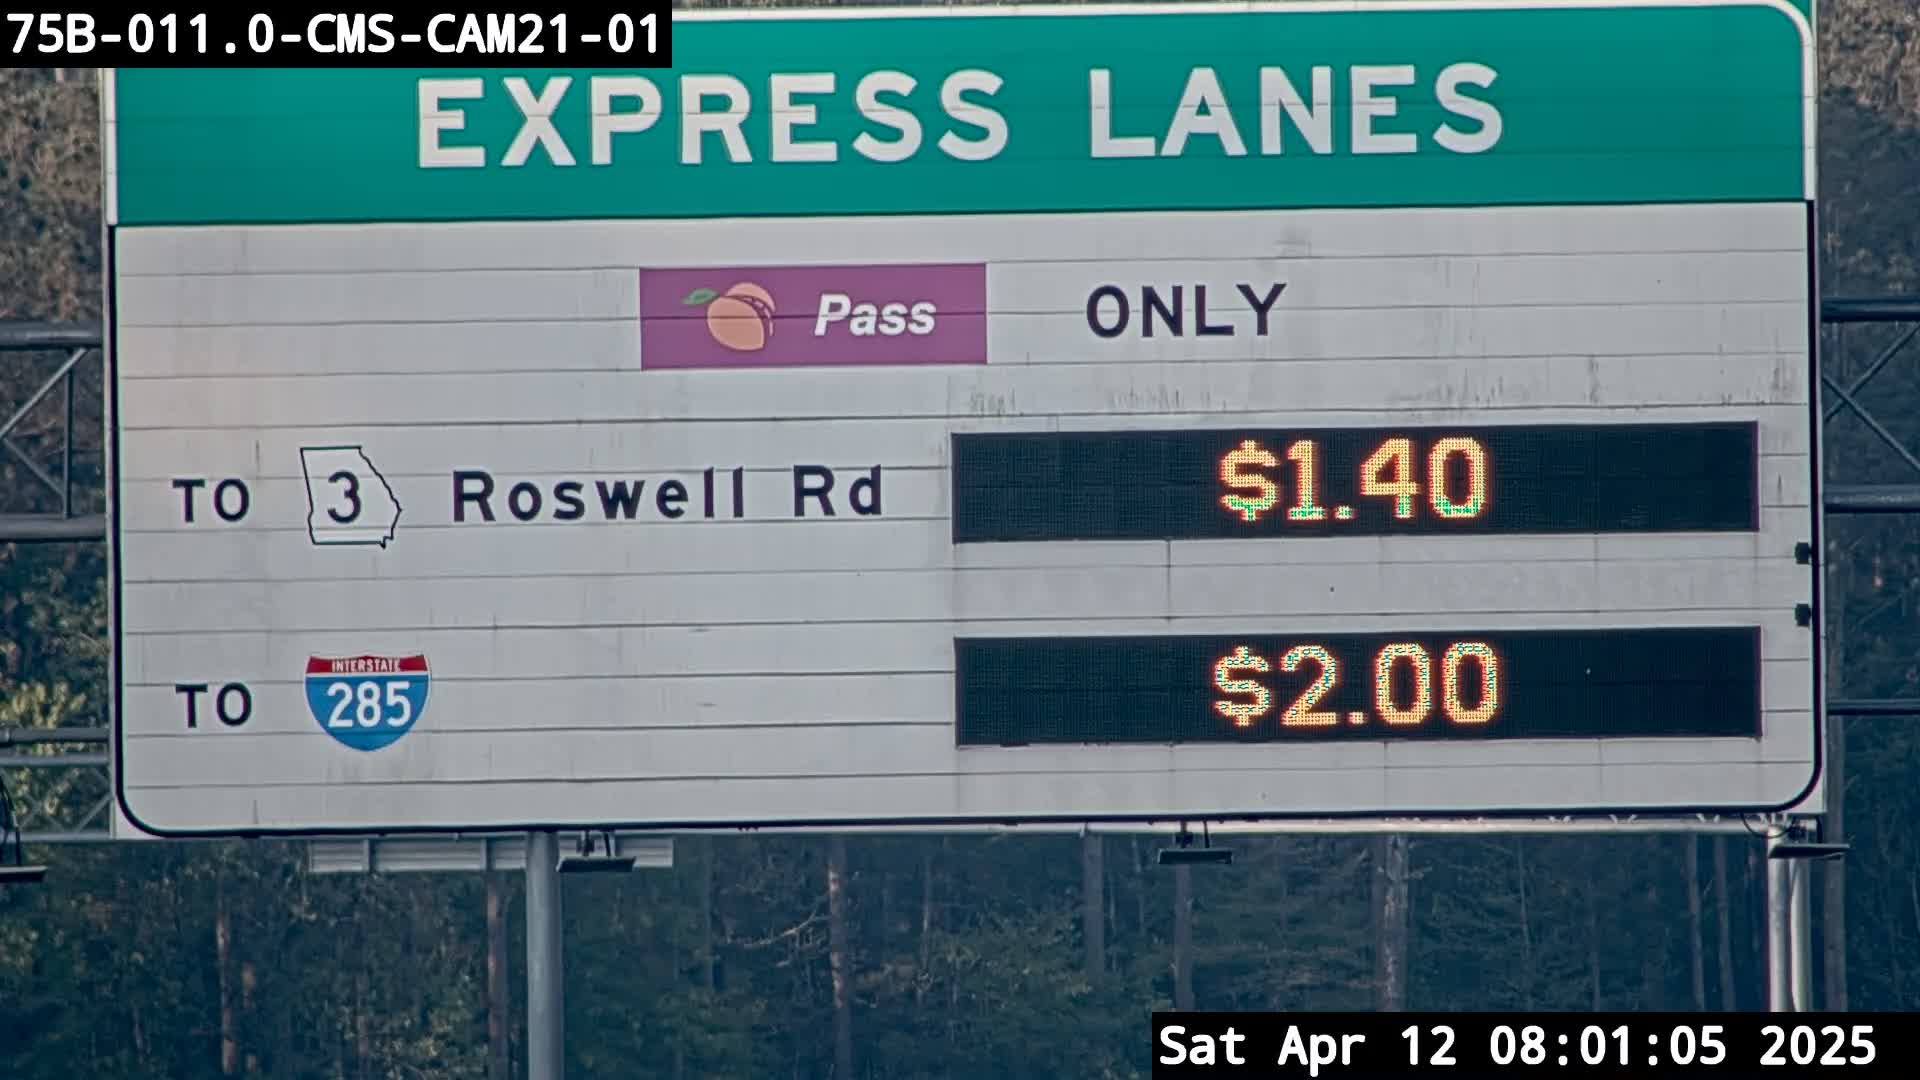 75B-011.0-CMS-CAM21-01
EXPRESS LANES
Pass ONLY
TO 3 Roswell Rd $1.40
INTERSTATE
TO 285 $2.00
Sat Apr 12 08:01:05 2025